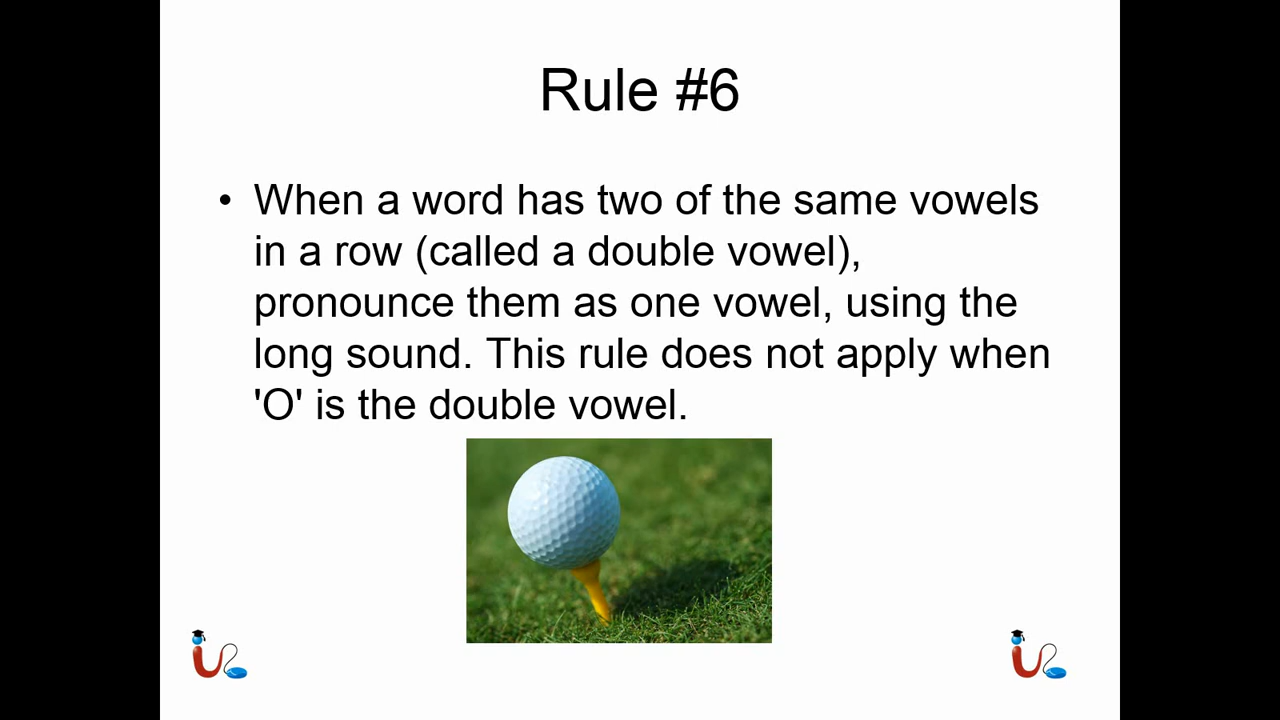 Rule #6
• When a word has two of the same vowels
in a row (called a double vowel),
pronounce them as one vowel, using the
long sound. This rule does not apply when
'O' is the double vowel.